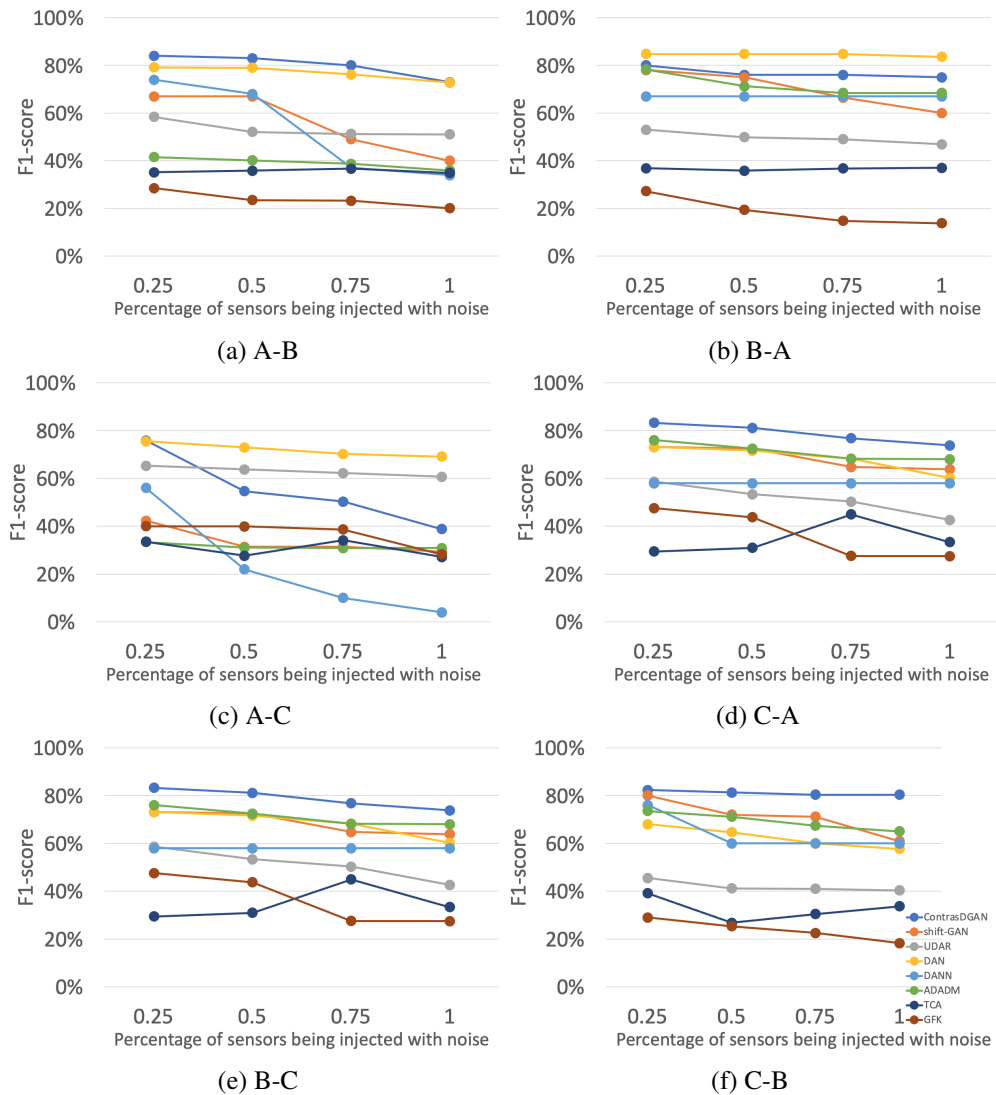 100%
80%
60%
40%
20%
0%
F1-score
0.25 0.5 0.75 1
Percentage of sensors being injected with noise
(a) A-B
100%
80%
60%
40%
20%
0%
F1-score
0.25 0.5 0.75 1
Percentage of sensors being injected with noise
(b) B-A
100%
80%
60%
40%
20%
0%
F1-score
0.25 0.5 0.75 1
Percentage of sensors being injected with noise
(c) A-C
100%
80%
60%
40%
20%
0%
F1-score
0.25 0.5 0.75 1
Percentage of sensors being injected with noise
(d) C-A
100%
80%
60%
40%
20%
0%
F1-score
0.25 0.5 0.75 1
Percentage of sensors being injected with noise
(e) B-C
100%
80%
60%
40%
20%
0%
F1-score
ContrasDGAN
shift-GAN
UDAR
DAN
DANN
ADADM
TCA
GFK
0.25 0.5 0.75 1
Percentage of sensors being injected with noise
(f) C-B